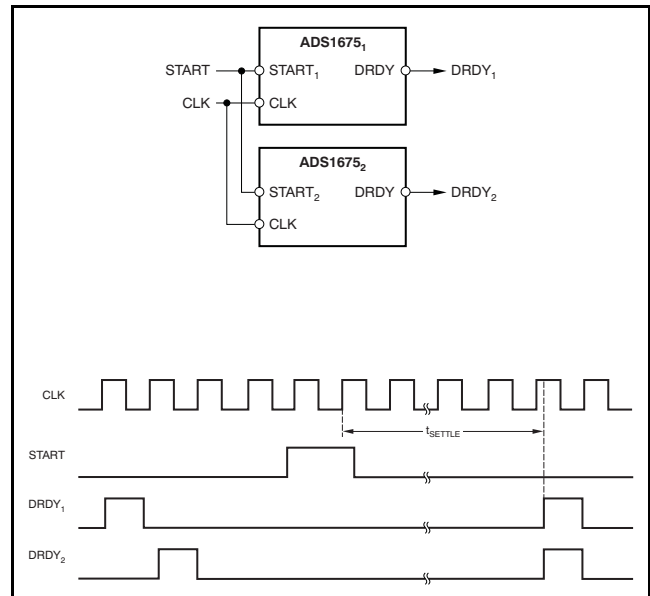 ADS1675₁
START START₁ DRDY DRDY₁
CLK CLK
ADS1675₂
START₂ DRDY DRDY₂
CLK
CLK
tSETTLE
START
DRDY₁
DRDY₂